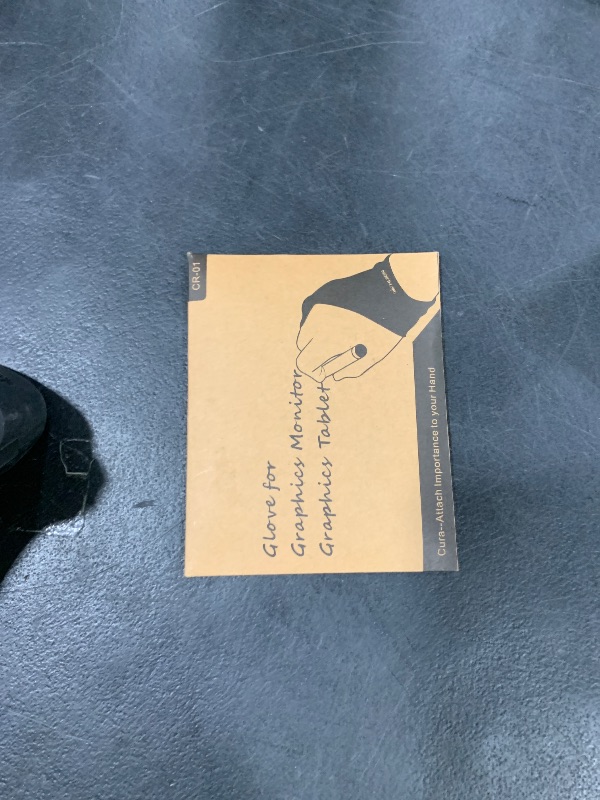 CR-01
Glove for
Graphics Monitor
Graphics Tablet
Cura--Attach Importance to your Hand